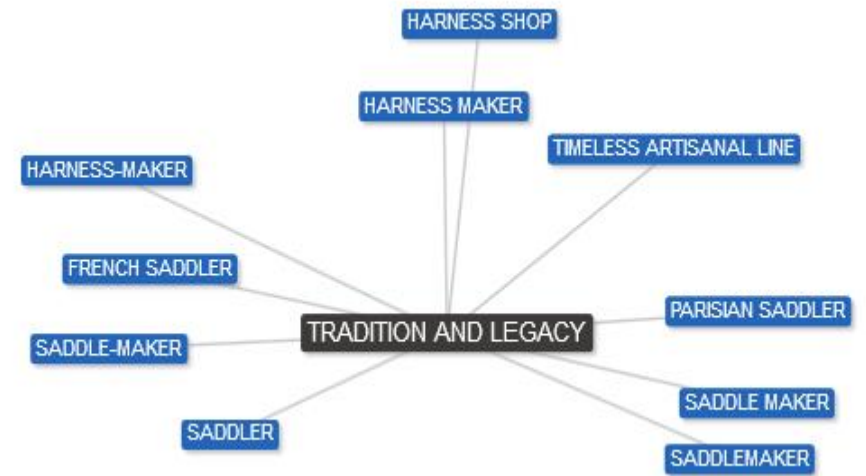 HARNESS SHOP
HARNESS MAKER
TIMELESS ARTISANAL LINE
HARNESS-MAKER
FRENCH SADDLER
PARISIAN SADDLER
TRADITION AND LEGACY
SADDLE-MAKER
SADDLE MAKER
SADDLER
SADDLEMAKER